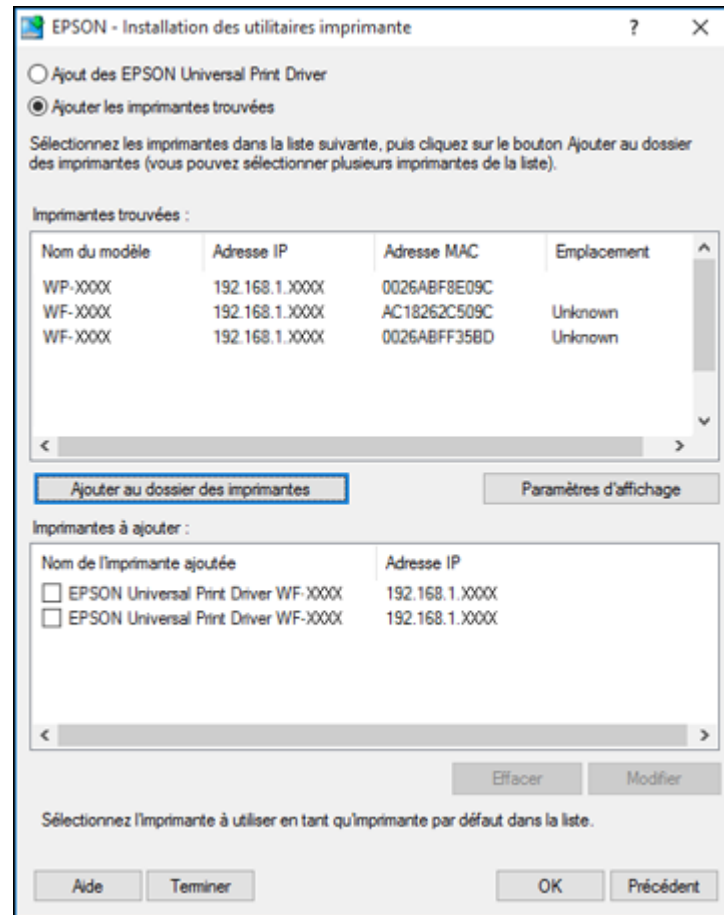 EPSON - Installation des utilitaires imprimante ?
Ajout des EPSON Universal Print Driver
Ajouter les imprimantes trouvées
Sélectionnez les imprimantes dans la liste suivante, puis cliquez sur le bouton Ajouter au dossier
des imprimantes (vous pouvez sélectionner plusieurs imprimantes de la liste).
Imprimantes trouvées :
Nom du modèle Adresse IP Adresse MAC Emplacement
WP-XXXX 192.168.1.XXXX 0026ABF8E09C
WF-XXXX 192.168.1.XXXX AC18262C509C Unknown
WF-XXXX 192.168.1.XXXX 0026ABFF35BD Unknown
Ajouter au dossier des imprimantes Paramètres d'affichage
Imprimantes à ajouter :
Nom de l'imprimante ajoutée Adresse IP
EPSON Universal Print Driver WF-XXXX 192.168.1.XXXX
EPSON Universal Print Driver WF-XXXX 192.168.1.XXXX
Effacer Modifier
Sélectionnez l'imprimante à utiliser en tant qu'imprimante par défaut dans la liste.
Aide Terminer OK Précédent